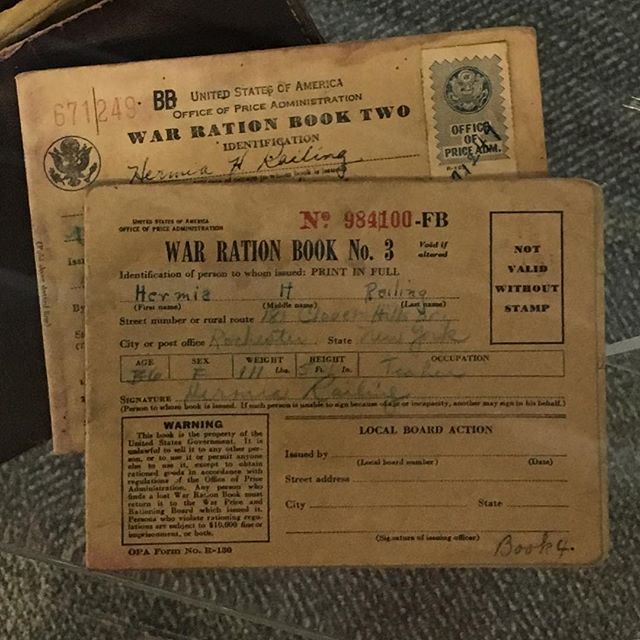 671249 BB UNITED STATES OF AMERICA
OFFICE OF PRICE ADMINISTRATION
WAR RATION BOOK TWO
IDENTIFICATION
Hermia H Railing
OFFICE OF
PRICE ADM.
UNITED STATES OF AMERICA
OFFICE OF PRICE ADMINISTRATION
Nº 984100-FB
WAR RATION BOOK No. 3 Void if altered
Identification of person to whom issued: PRINT IN FULL
Hermia H Railing
(First name) (Middle name) (Last name)
Street number or rural route Clover Hills Dr.
City or post office Rochester State New York
AGE SEX WEIGHT HEIGHT OCCUPATION
F 111 Lbs. Ft. In.
SIGNATURE Hermia Railing
(Person to whom book is issued. If such person is unable to sign because of age or incapacity, another may sign in his behalf.)
NOT
VALID
WITHOUT
STAMP
WARNING
This book is the property of the
United States Government. It is
unlawful to sell it to any other per-
son, or to use it or permit anyone
else to use it, except to obtain
rationed goods in accordance with
regulations of the Office of Price
Administration. Any person who
finds a lost War Ration Book must
return it to the War Price and
Rationing Board which issued it.
Persons who violate rationing regu-
lations are subject to $10,000 fine or
imprisonment, or both.
OPA Form No. R-130
LOCAL BOARD ACTION
Issued by
(Local board number) (Date)
Street address
City State
(Signature of issuing officer)
Book 4.